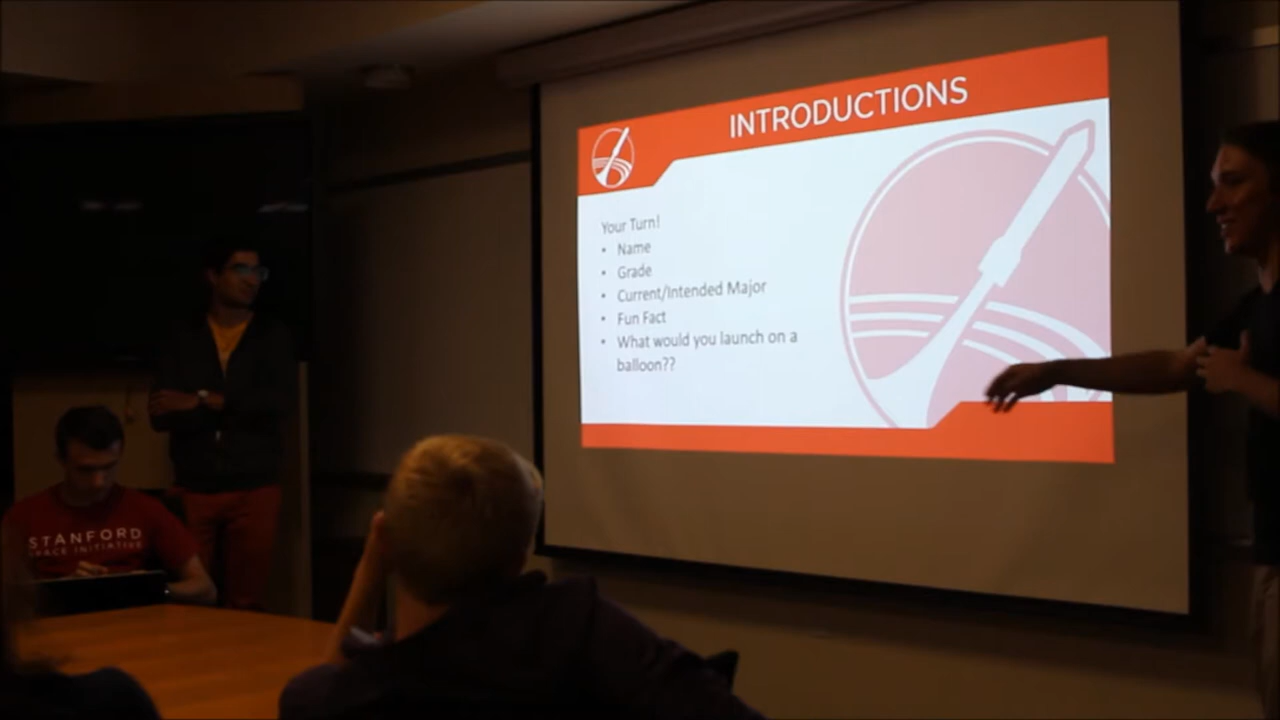 INTRODUCTIONS
Your Turn!
• Name
• Grade
• Current/Intended Major
• Fun Fact
• What would you launch on a
balloon??
STANFORD
SPACE INITIATIVE